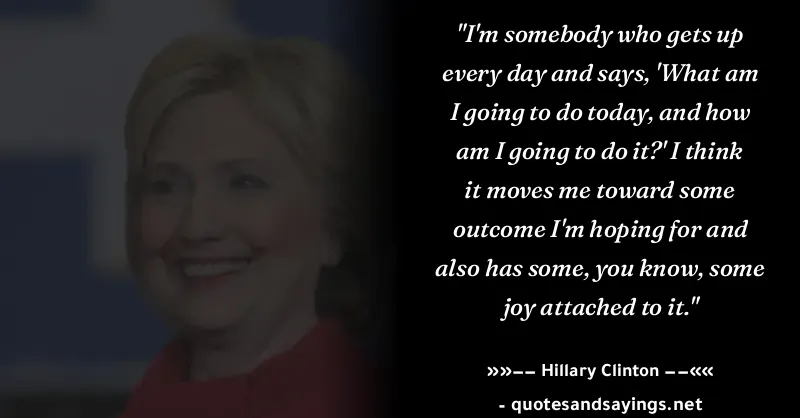 "I'm somebody who gets up
every day and says, 'What am
I going to do today, and how
am I going to do it?' I think
it moves me toward some
outcome I'm hoping for and
also has some, you know, some
joy attached to it."
»»−− Hillary Clinton −−««
- quotesandsayings.net